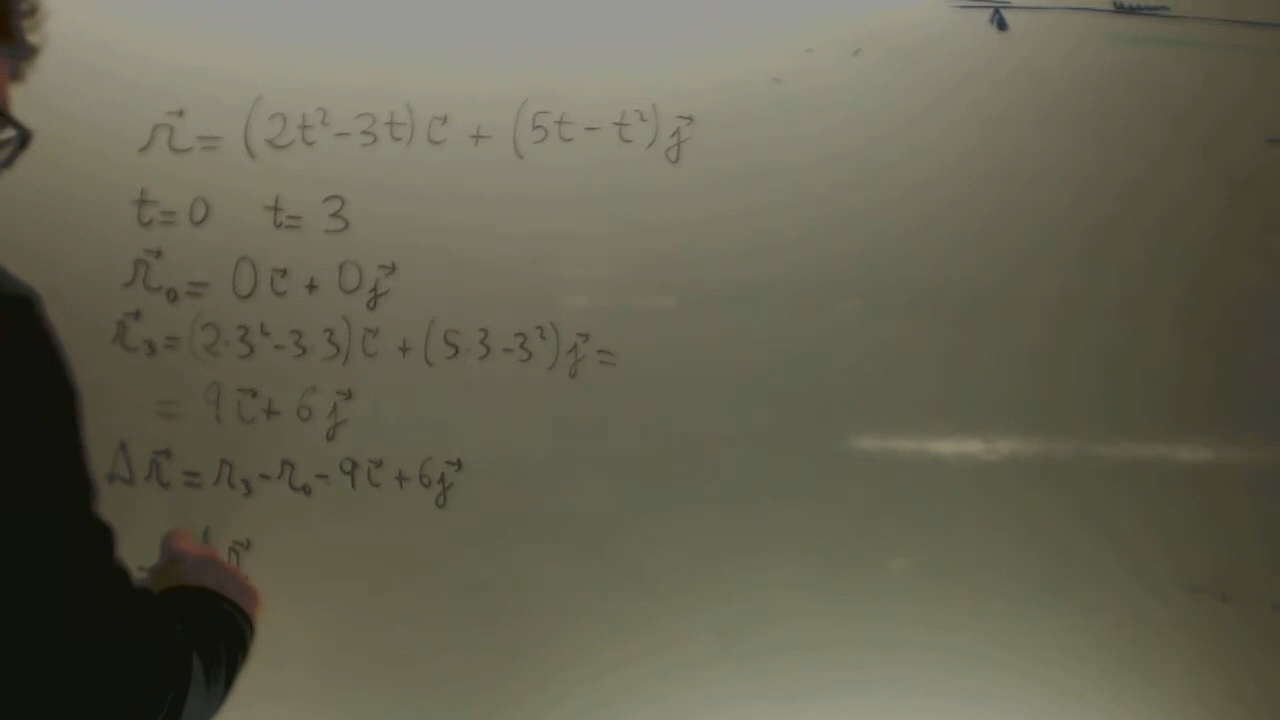 r⃗ = (2t²-3t)i⃗ + (5t-t²)j⃗
t=0 t=3
r⃗₀ = 0i⃗ + 0j⃗
r⃗₃ = (2·3²-3·3)i⃗ + (5·3-3²)j⃗ =
= 9i⃗ + 6j⃗
Δr⃗ = r₃-r₀-9i⃗+6j⃗